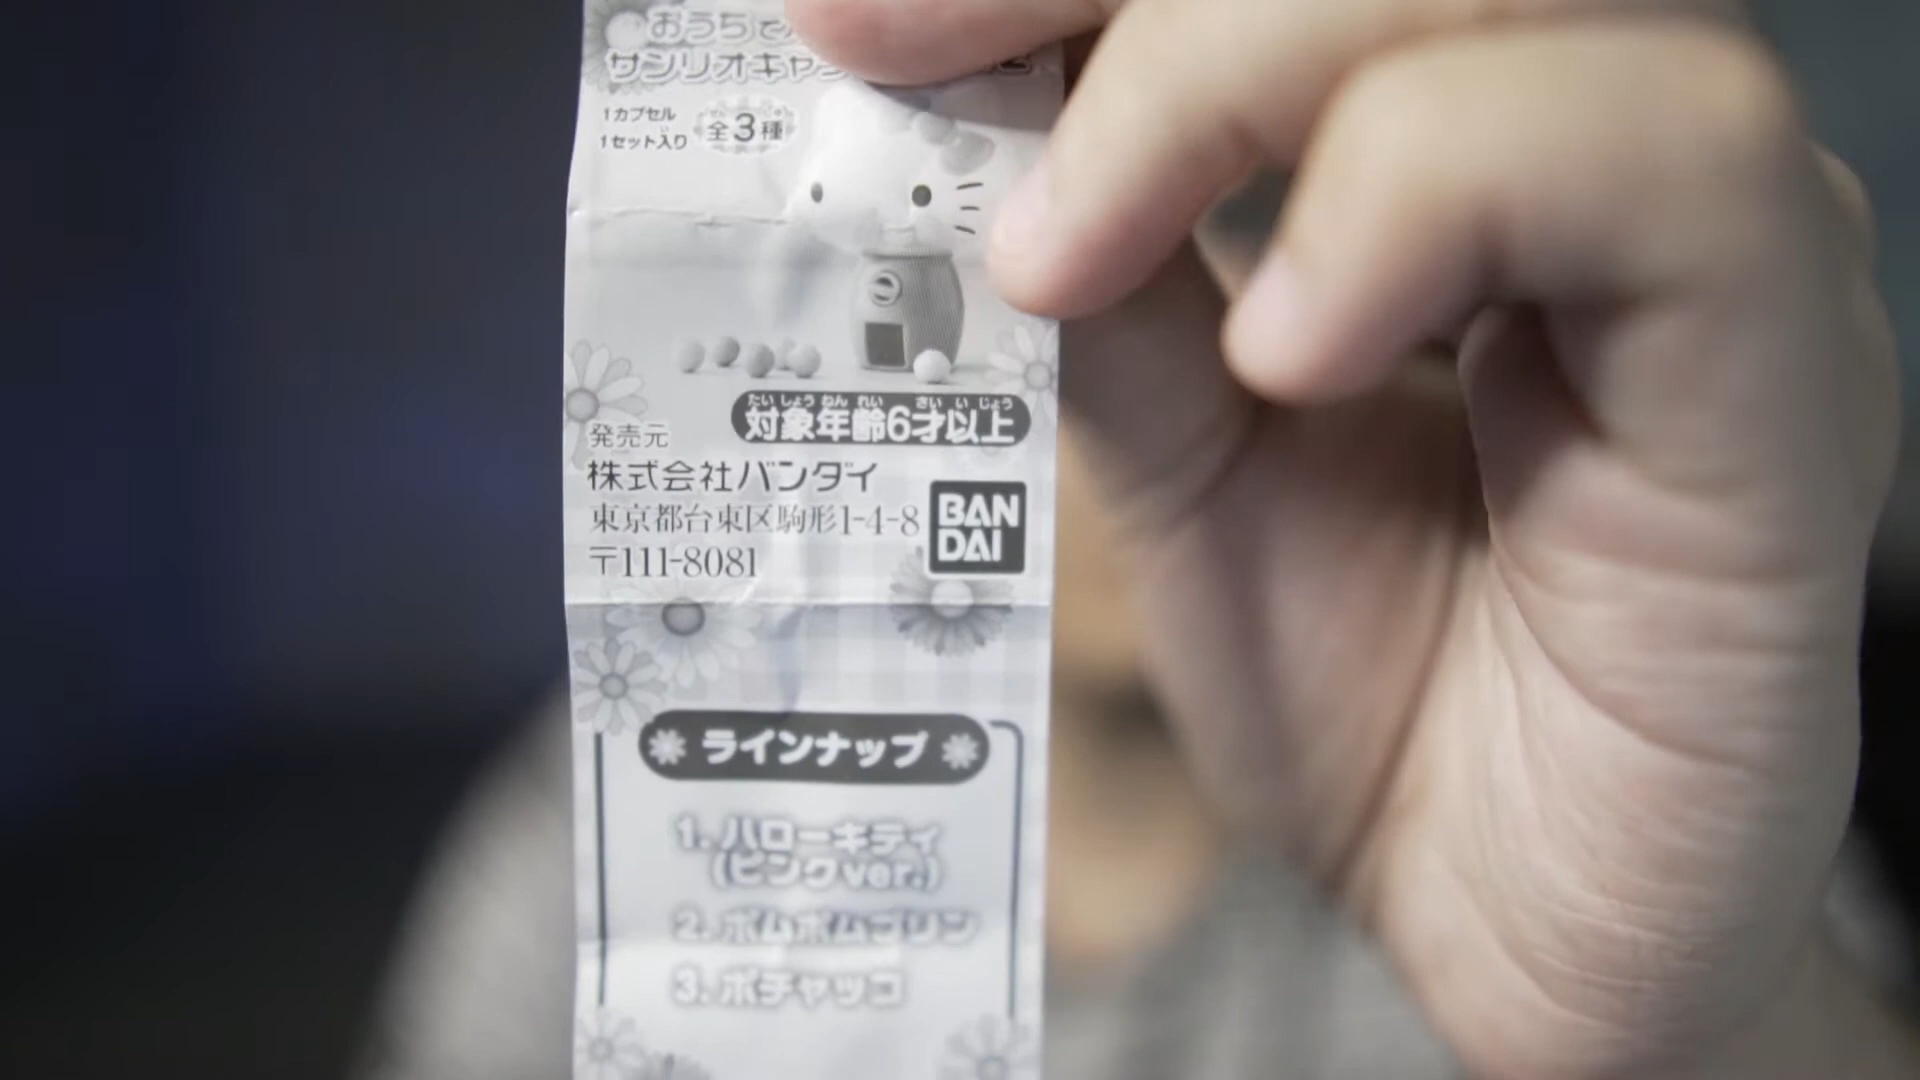 おうちで
サンリオキャラ
1カプセル
1セット入り
全3種
対象年齢6才以上
たいしょうねんれい さいいじょう
発売元
株式会社バンダイ
東京都台東区駒形1-4-8
〒111-8081
BAN
DAI
ラインナップ
1. ハローキティ
(ピンクver.)
2. ポムポムプリン
3. ポチャッコ